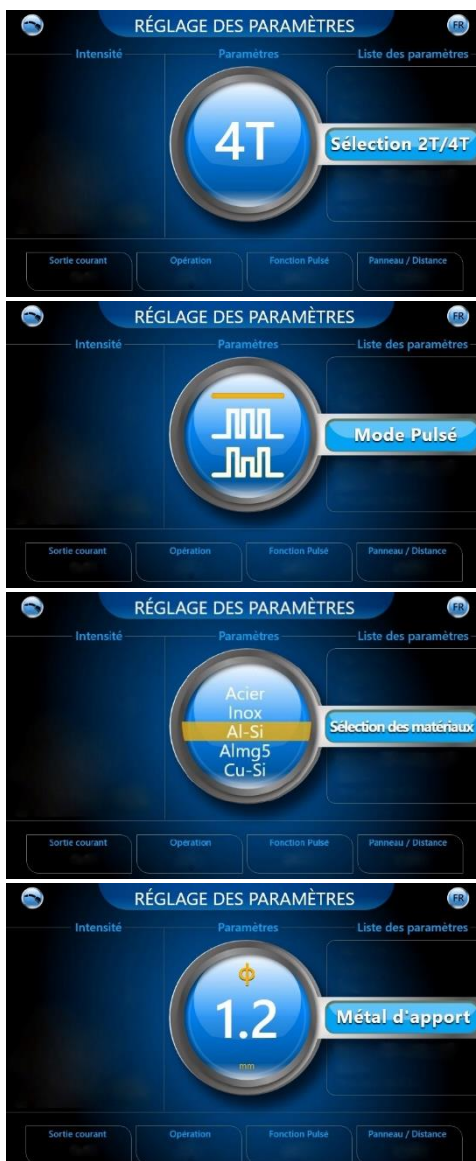 RÉGLAGE DES PARAMÈTRES
FR
Intensité
Paramètres
Liste des paramètres
4T
Sélection 2T/4T
Sortie courant
Opération
Fonction Pulsé
Panneau / Distance
RÉGLAGE DES PARAMÈTRES
FR
Intensité
Paramètres
Liste des paramètres
Mode Pulsé
Sortie courant
Opération
Fonction Pulsé
Panneau / Distance
RÉGLAGE DES PARAMÈTRES
FR
Intensité
Paramètres
Liste des paramètres
Acier
Inox
Al-Si
Almg5
Cu-Si
Sélection des matériaux
Sortie courant
Opération
Fonction Pulsé
Panneau / Distance
RÉGLAGE DES PARAMÈTRES
FR
Intensité
Paramètres
Liste des paramètres
ϕ
1.2
mm
Métal d'apport
Sortie courant
Opération
Fonction Pulsé
Panneau / Distance